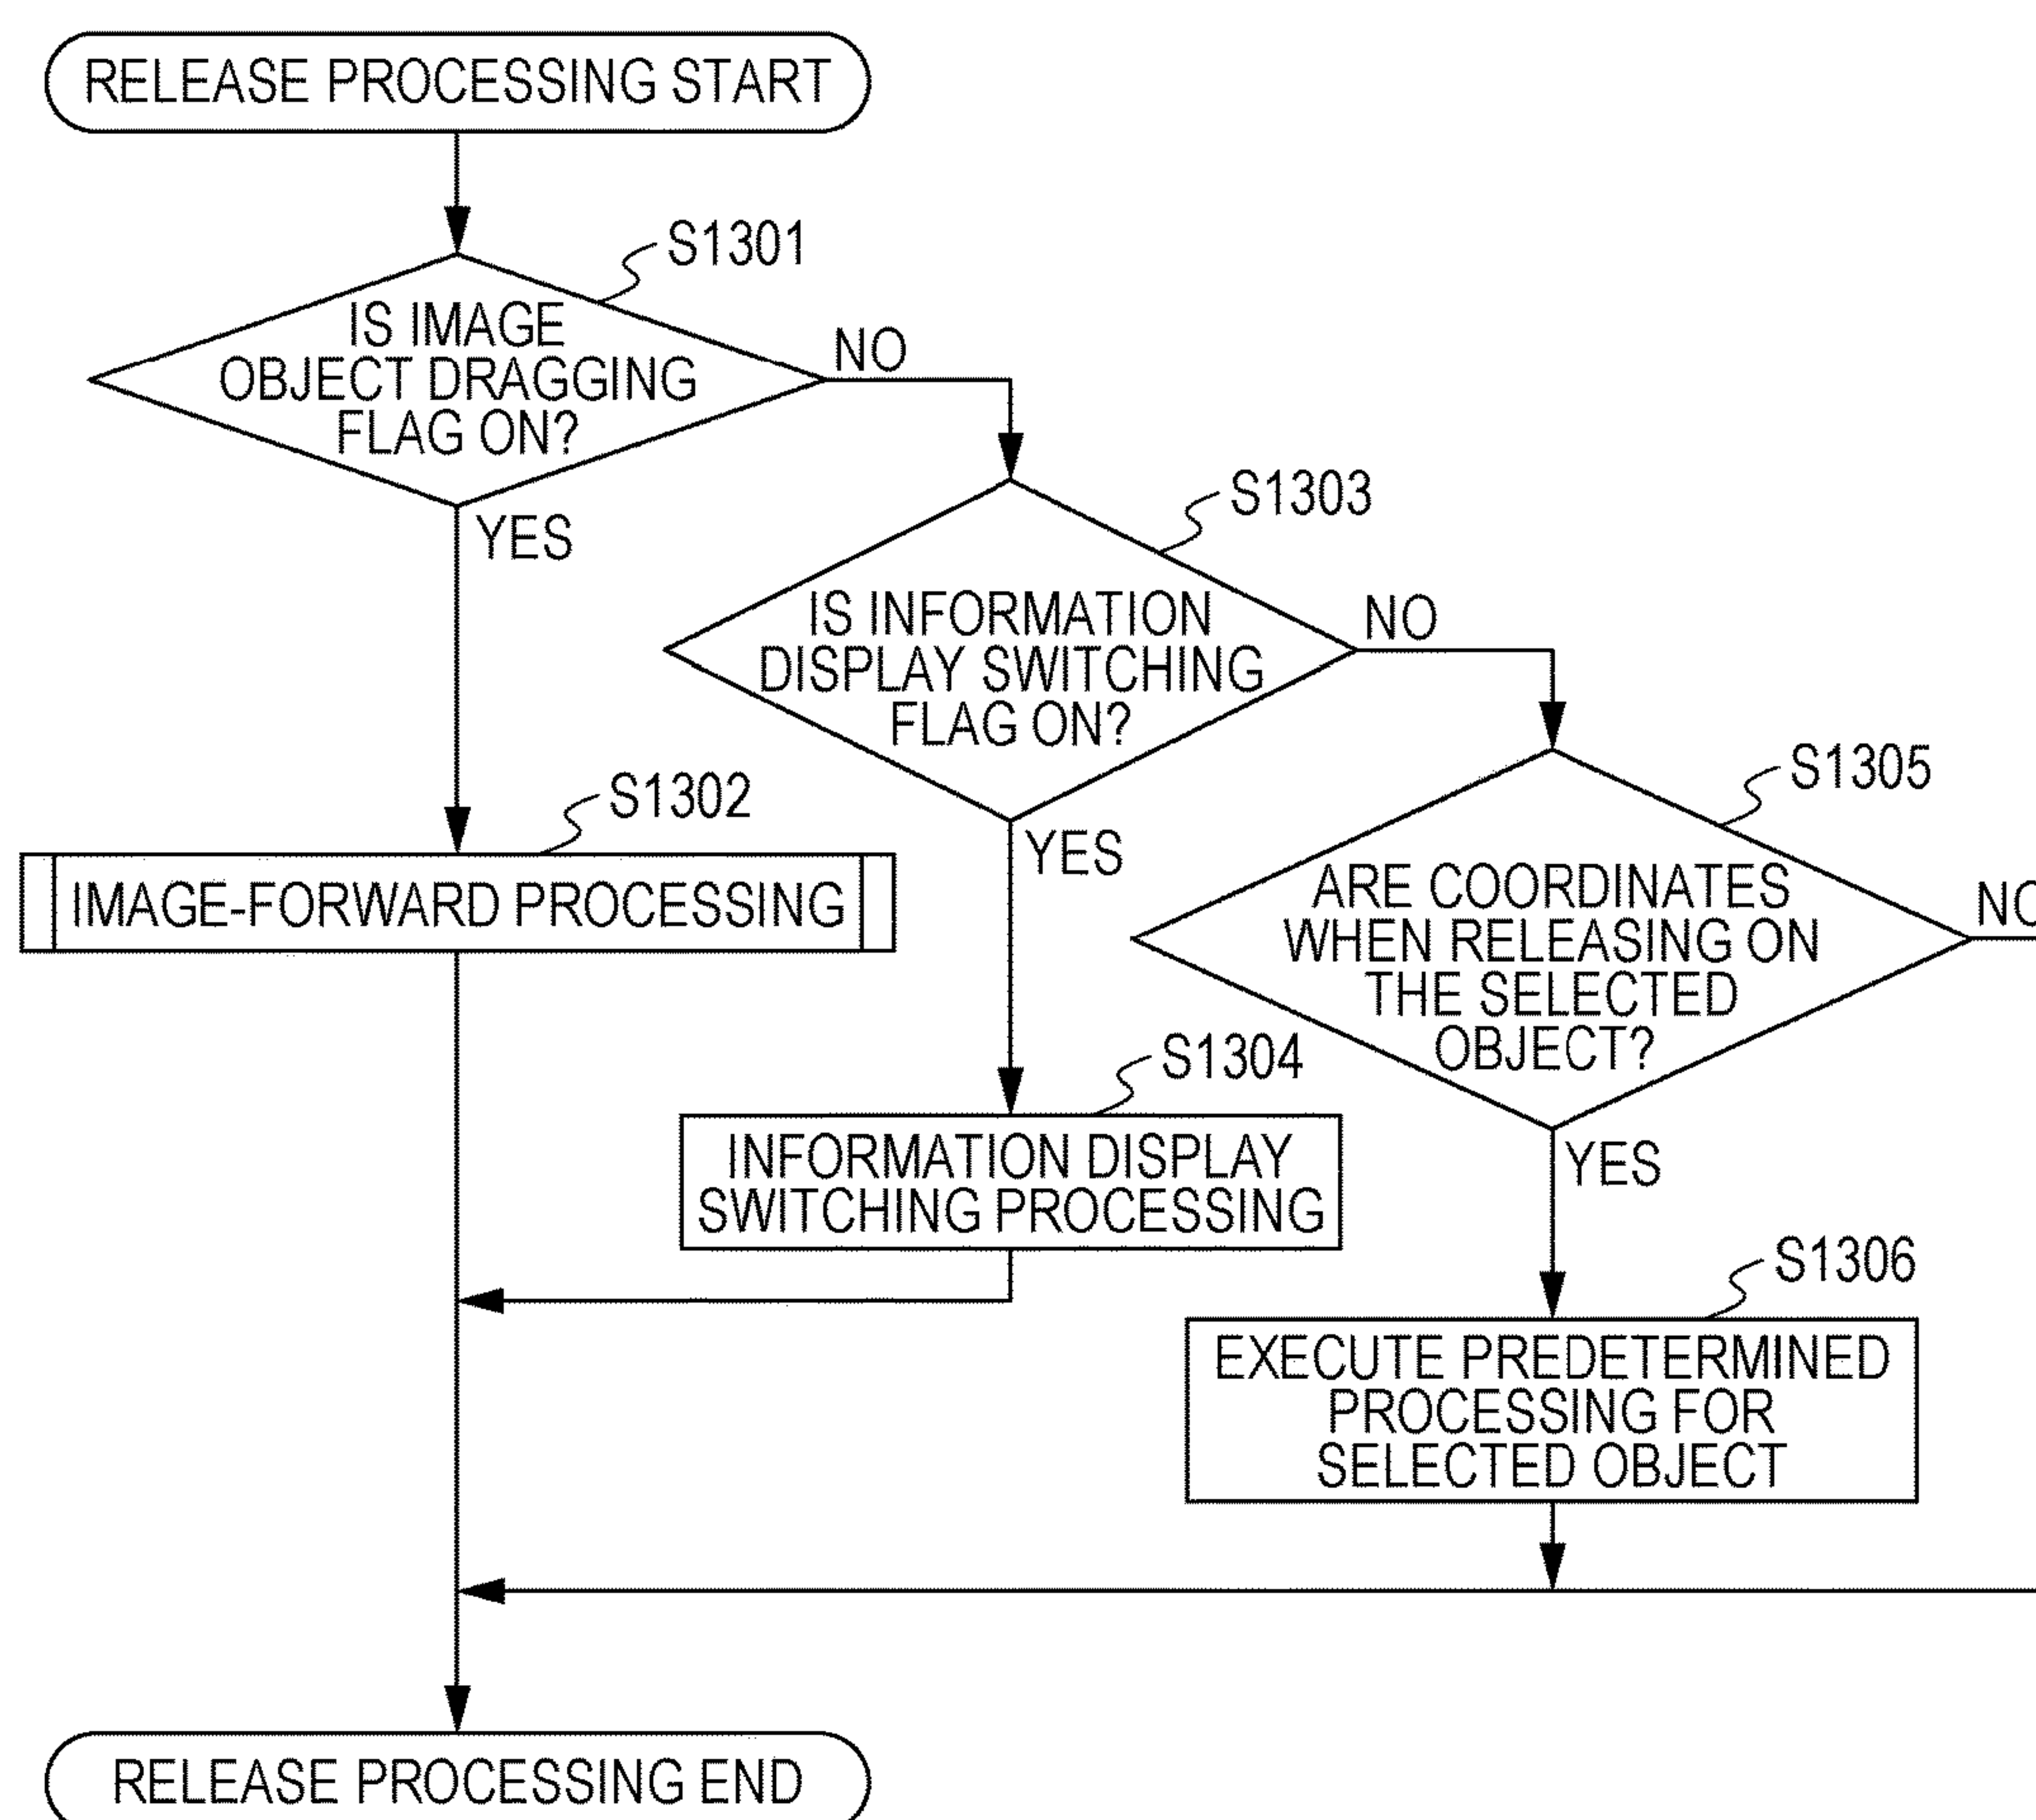 RELEASE PROCESSING START
S1301
IS IMAGE
OBJECT DRAGGING
FLAG ON?
NO
YES
S1303
IS INFORMATION
DISPLAY SWITCHING
FLAG ON?
NO
YES
S1302
IMAGE-FORWARD PROCESSING
S1305
ARE COORDINATES
WHEN RELEASING ON
THE SELECTED
OBJECT?
NO
YES
S1304
INFORMATION DISPLAY
SWITCHING PROCESSING
S1306
EXECUTE PREDETERMINED
PROCESSING FOR
SELECTED OBJECT
RELEASE PROCESSING END